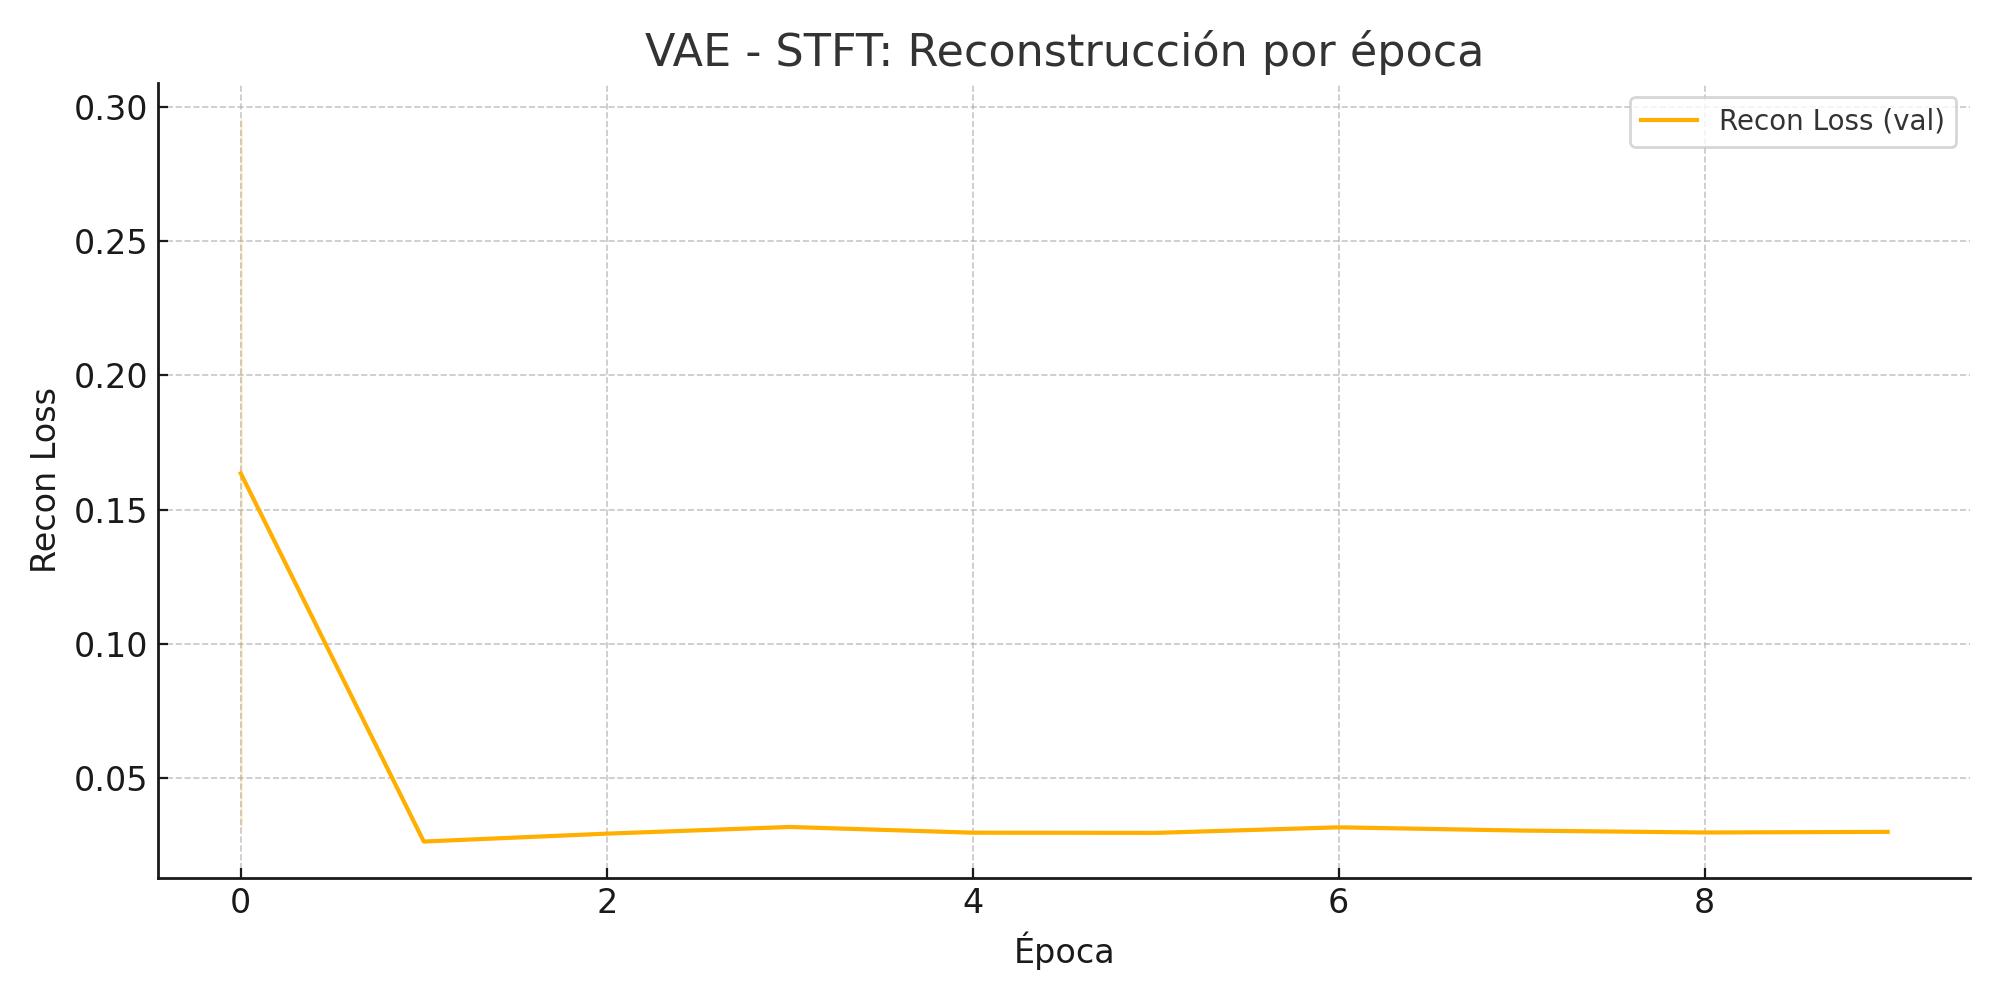 VAE - STFT: Reconstrucción por época
Recon Loss (val)
0.30
0.25
0.20
0.15
0.10
0.05
Recon Loss
0 2 4 6 8
Época